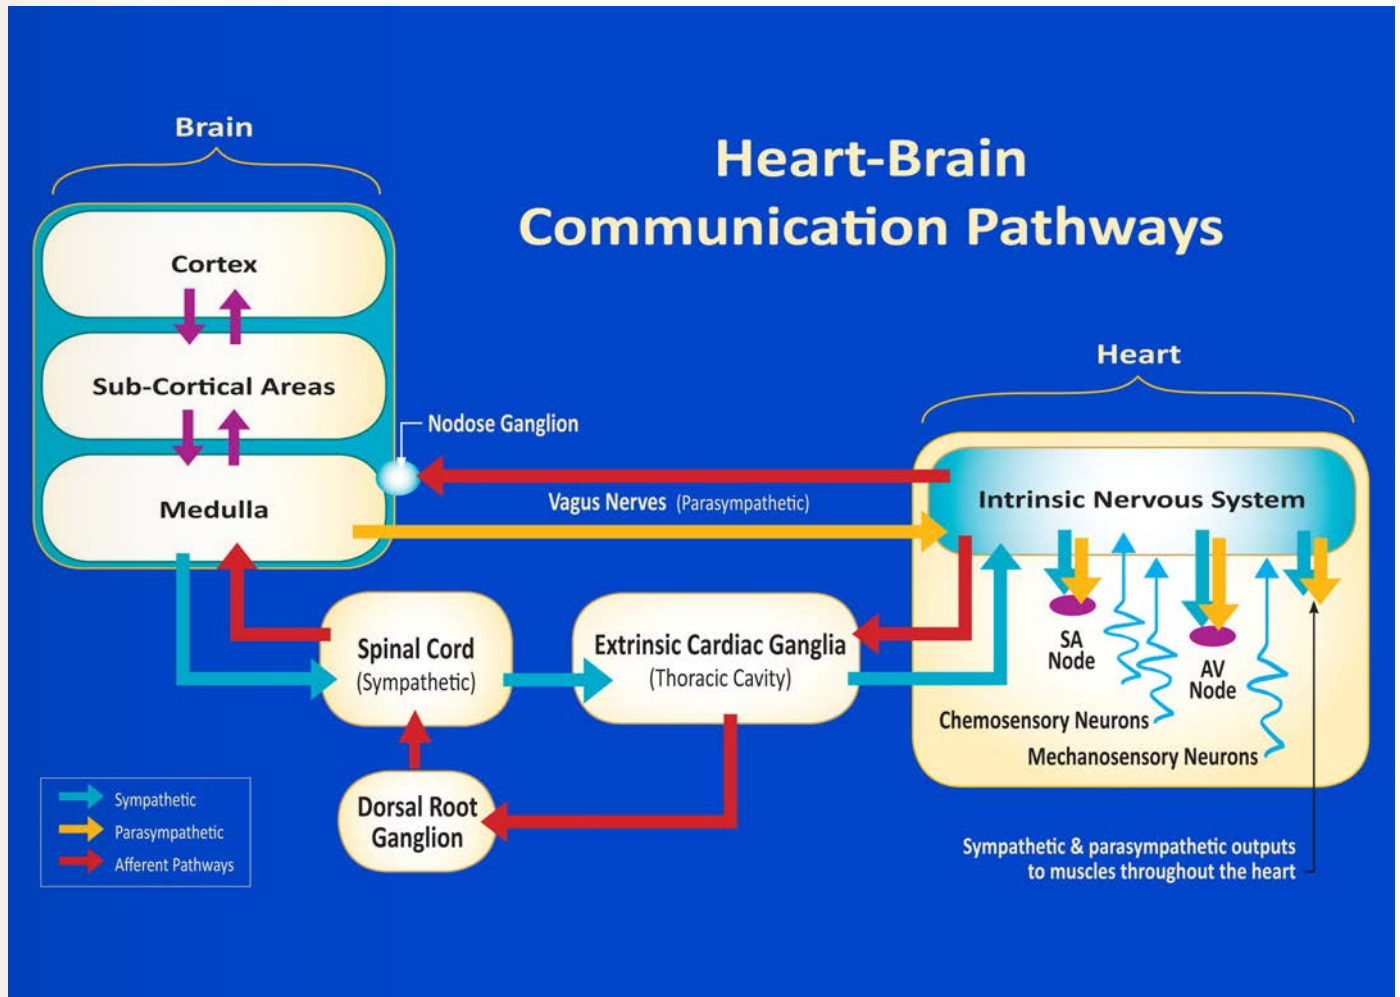 Brain
Heart-Brain
Communication Pathways
Cortex
Sub-Cortical Areas
Medulla
Nodose Ganglion
Vagus Nerves (Parasympathetic)
Heart
Intrinsic Nervous System
SA
Node
AV
Node
Chemosensory Neurons
Mechanosensory Neurons
Spinal Cord
(Sympathetic)
Extrinsic Cardiac Ganglia
(Thoracic Cavity)
Dorsal Root
Ganglion
Sympathetic
Parasympathetic
Afferent Pathways
Sympathetic & parasympathetic outputs
to muscles throughout the heart